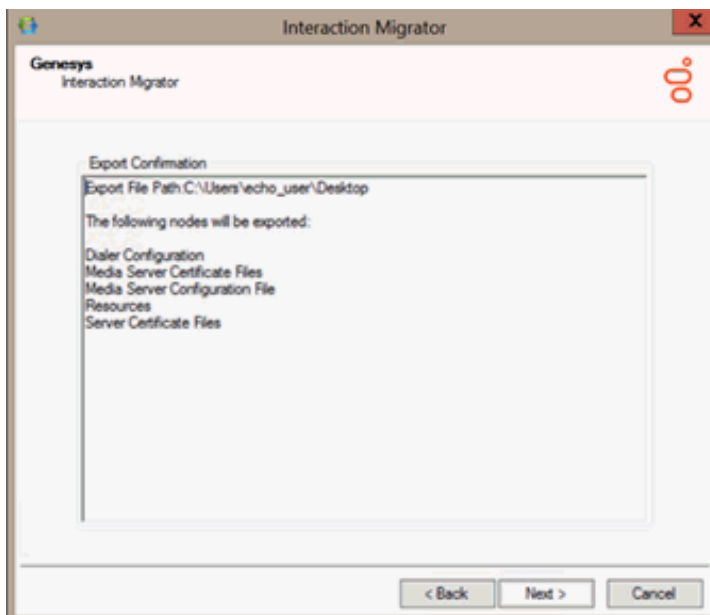 Interaction Migrator
X
Genesys
Interaction Migrator
Export Confirmation
Export File Path:C:\Users\echo_user\Desktop
The following nodes will be exported:
Dialer Configuration
Media Server Certificate Files
Media Server Configuration File
Resources
Server Certificate Files
< Back
Next >
Cancel